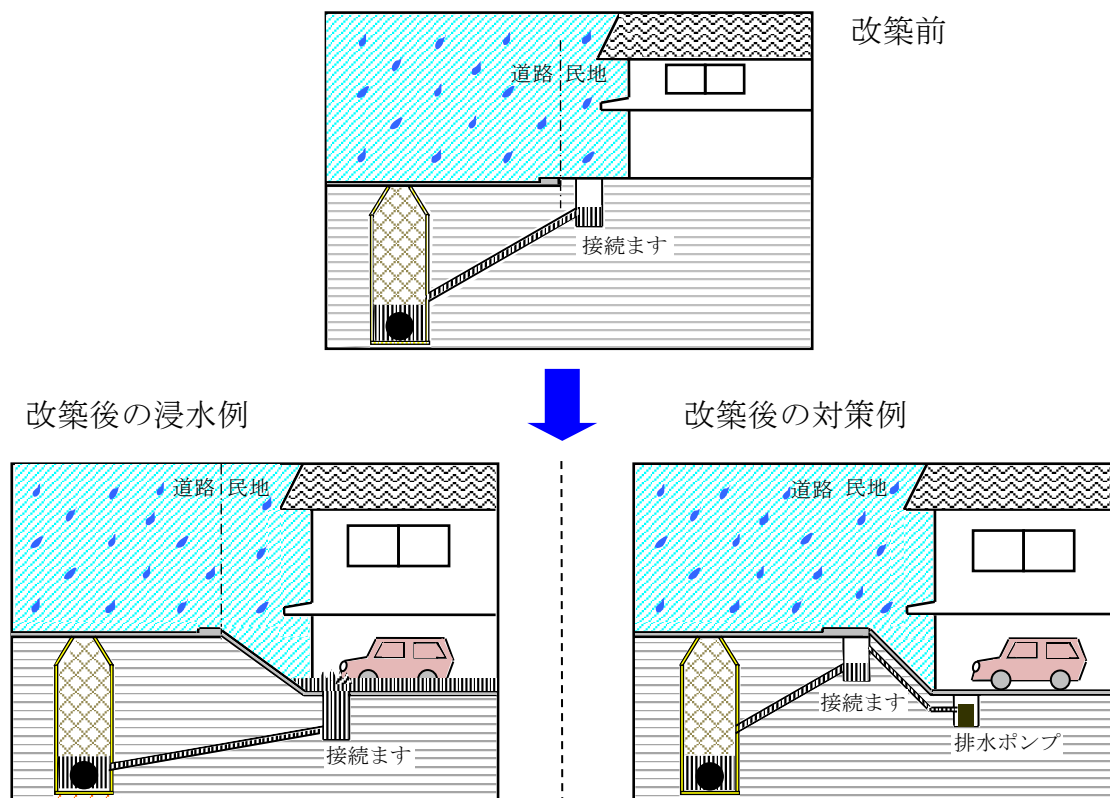 改築前
道路 民地
接続ます
改築後の浸水例
改築後の対策例
道路 民地
接続ます
道路 民地
接続ます
排水ポンプ